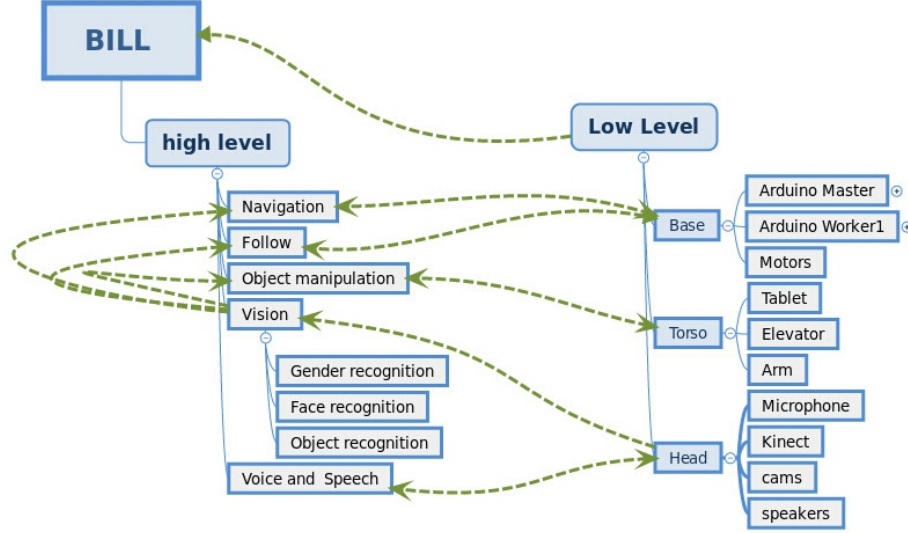 BILL
high level
Navigation
Follow
Object manipulation
Vision
Gender recognition
Face recognition
Object recognition
Voice and Speech
Low Level
Base
Arduino Master
Arduino Worker1
Motors
Torso
Tablet
Elevator
Arm
Head
Microphone
Kinect
cams
speakers